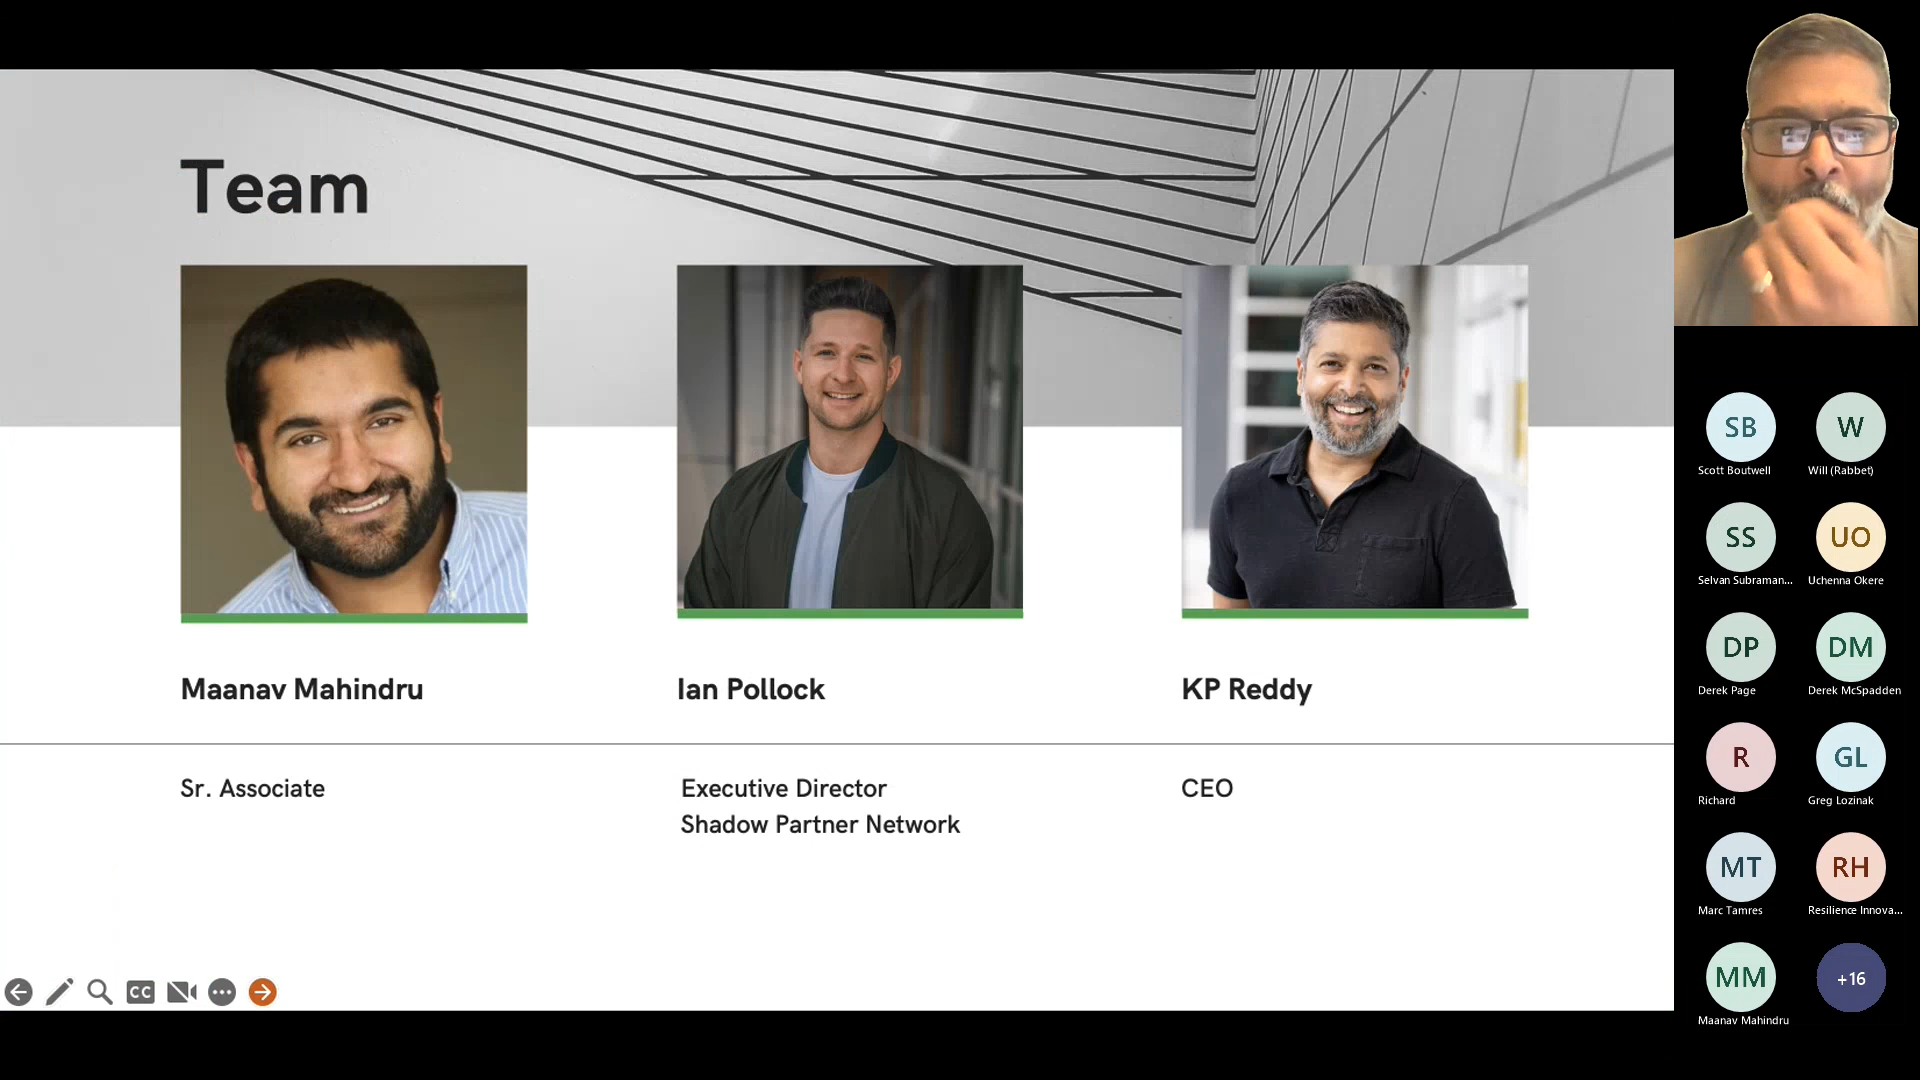 Team
Maanav Mahindru
Ian Pollock
KP Reddy
Sr. Associate
Executive Director
Shadow Partner Network
CEO
CC
SB
W
Scott Boutwell
Will (Rabbet)
SS
UO
Selvan Subraman...
Uchenna Okere
DP
DM
Derek Page
Derek McSpadden
R
GL
Richard
Greg Lozinak
MT
RH
Marc Tamres
Resilience Innova...
MM
+16
Maanav Mahindru